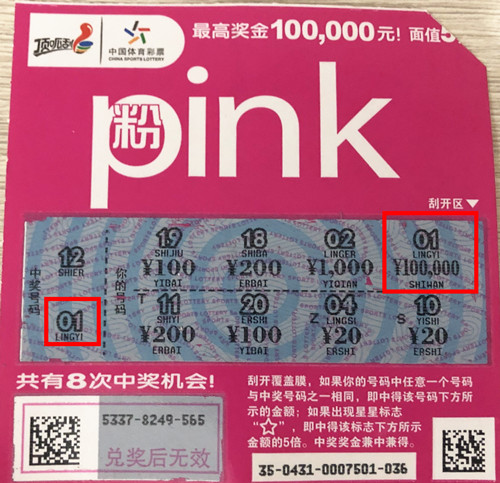 顶呱刮
中国体育彩票
CHINA SPORTS LOTTERY
最高奖金100,000元! 面值5
pink
粉
刮开区
中奖号码
12
SHIER
01
LINGYI
你的号码
19
SHIJIU
¥100
YIBAI
18
SHIBA
¥200
ERBAI
02
LINGER
¥1,000
YIQIAN
01
LINGYI
¥100,000
SHIWAN
T
11
SHIYI
¥200
ERBAI
20
ERSHI
¥100
YIBAI
Z
04
LINGSI
¥20
ERSHI
S
10
YISHI
¥20
ERSHI
共有8次中奖机会!
5337-8249-565
兑奖后无效
刮开覆盖膜,如果你的号码中任意一个号码
与中奖号码之一相同,即中得该号码下方所
示的金额;如果出现星星标志
“☆”,即中得该标志下方所示
金额的5倍。中奖奖金兼中兼得。
35-0431-0007501-036